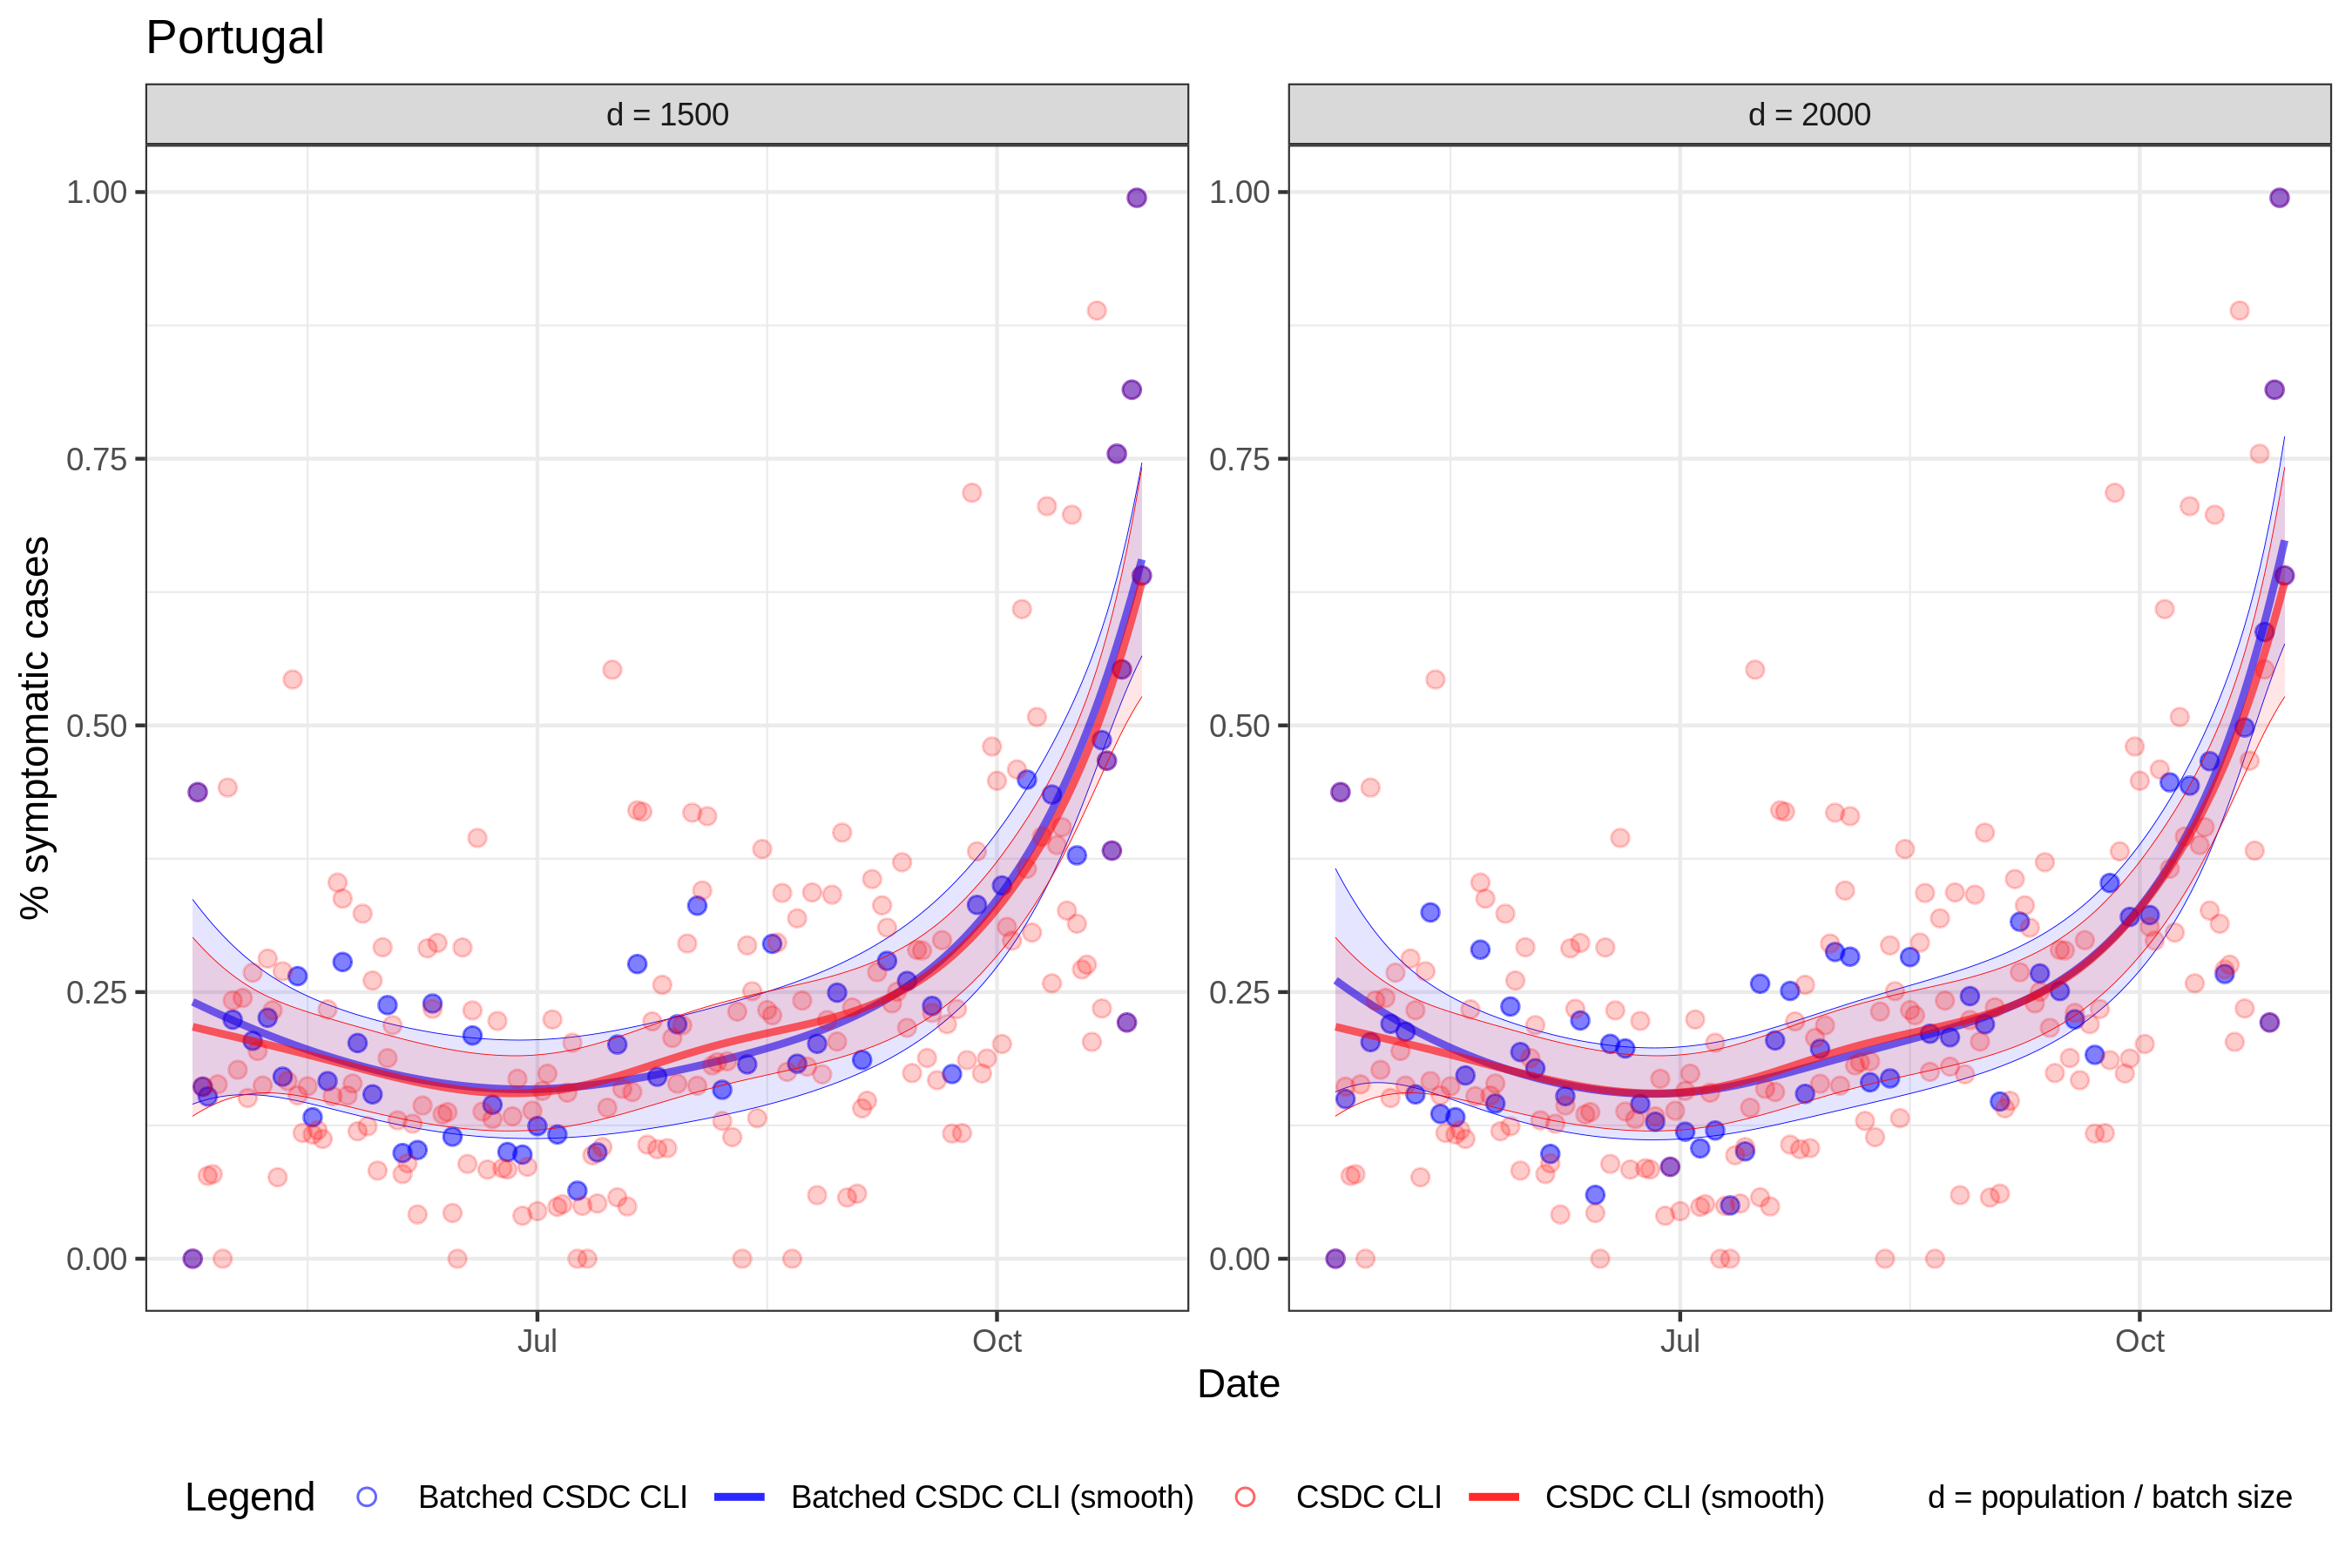 Portugal
d = 1500
d = 2000
% symptomatic cases
1.00
0.75
0.50
0.25
0.00
1.00
0.75
0.50
0.25
0.00
Jul
Oct
Jul
Oct
Date
Legend
Batched CSDC CLI
Batched CSDC CLI (smooth)
CSDC CLI
CSDC CLI (smooth)
d = population / batch size